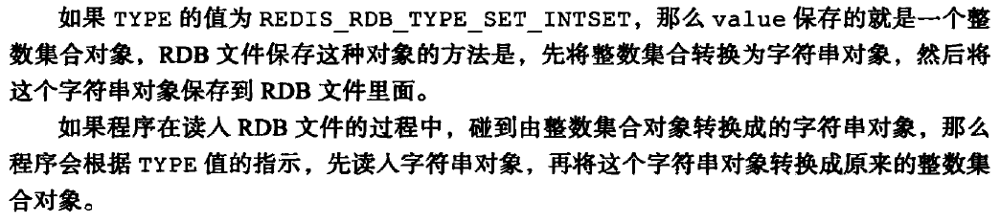 如果 TYPE 的值为 REDIS_RDB_TYPE_SET_INTSET，那么 value 保存的就是一个整
数集合对象，RDB 文件保存这种对象的方法是，先将整数集合转换为字符串对象，然后将
这个字符串对象保存到 RDB 文件里面。
如果程序在读入 RDB 文件的过程中，碰到由整数集合对象转换成的字符串对象，那么
程序会根据 TYPE 值的指示，先读入字符串对象，再将这个字符串对象转换成原来的整数集
合对象。